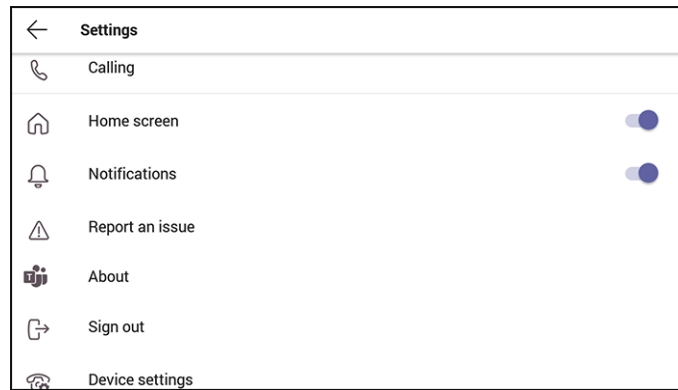 Settings
Calling
Home screen
Notifications
Report an issue
About
Sign out
Device settings